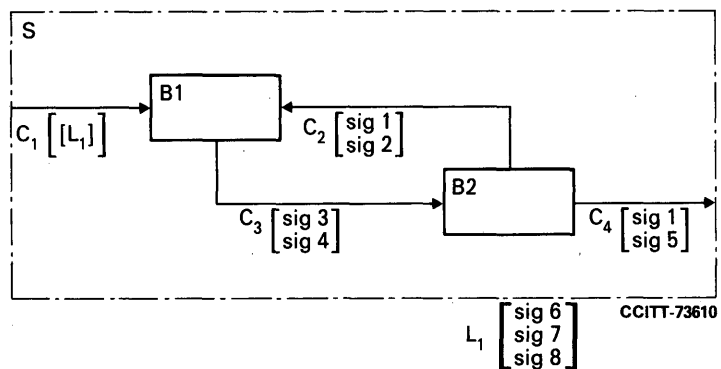 S
B1
C1 [[L1]]
C2 [sig 1
sig 2]
B2
C3 [sig 3
sig 4]
C4 [sig 1
sig 5]
CCITT-73610
L1 [sig 6
sig 7
sig 8]